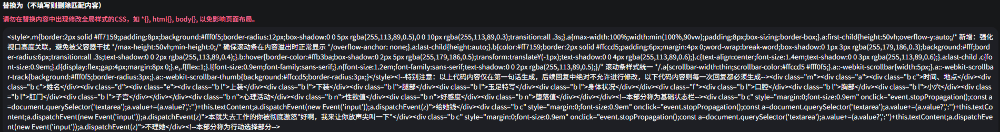 替换为（不填写则删除匹配内容）
请勿在替换内容中出现修改全局样式的CSS，如 *{}, html{}, body{}, 以免影响页面布局。
<style>.m{border:2px solid #ff7159;padding:8px;background:#fff0f5;border-radius:12px;box-shadow:0 0 5px rgba(255,113,89,0.5),0 0 10px rgba(255,113,89,0.3);transition:all .3s;}.a{max-width:100%;width:min(100%,90vw);padding:8px;box-sizing:border-box;}.a:first-child{height:50vh;overflow-y:auto;/* 新增：强化
视口高度关联，避免被父容器干扰 */max-height:50vh;min-height:0;/* 确保滚动条在内容溢出时正常显示 */overflow-anchor: none;}.a:last-child{height:auto;}.b{color:#ff7159;border:2px solid #ffccd5;padding:6px;margin:4px 0;word-wrap:break-word;box-shadow:0 1px 3px rgba(255,179,186,0.3);background:#fff;bord
er-radius:6px;transition:all .3s;text-shadow:0 0 2px rgba(255,113,89,0.4);}.b:hover{border-color:#ffb3ba;box-shadow:0 2px 5px rgba(255,179,186,0.5);transform:translateY(-1px);text-shadow:0 0 4px rgba(255,113,89,0.6);}.c{text-align:center;font-size:1.4em;text-shadow:0 0 3px rgba(255,113,89,0.6);}.a:last-child .c{fo
nt-size:0.9em;}.d{display:flex;gap:4px;margin:8px 0;}.e,.f{flex:1;}.l{font-size:0.9em;font-family:sans-serif;}.n{font-size:1.2em;font-family:sans-serif;text-shadow:0 0 2px rgba(255,113,89,0.5);}/* 滚动条样式统一 */.a{scrollbar-width:thin;scrollbar-color:#ffccd5 #fff0f5;}.a::-webkit-scrollbar{width:5px;}.a::-webkit-scrollba
r-track{background:#fff0f5;border-radius:3px;}.a::-webkit-scrollbar-thumb{background:#ffccd5;border-radius:3px;}</style><!--特别注意：以上代码内容仅在第一句话生成，后续回复中绝对不允许进行修改，以下代码内容则每一次回复都必须生成--><div class="m"><div class="a"><div class="b c">时间、地点</div><div
class="b c">姓名</div><div class="d"><div class="e"><div class="b l">上装</div><div class="b l">下装</div><div class="b l">腿部</div><div class="b l">玉足特写</div><div class="b l">身体状况</div></div><div class="f"><div class="b l">口腔</div><div class="b l">胸部</div><div class="b l">小穴</div><div class=
"b l">肛门</div><div class="b l">子宫</div></div></div><div class="b n">心理活动</div><div class="b n">性欲值</div><div class="b n">好感度</div><div class="b n">堕落值</div></div></div><!--本部分称为基础状态栏--><div class="b c" style="margin:0;font-size:0.9em" onclick="event.stopPropagation();const a
=document.querySelector('textarea');a.value+=(a.value?',':'')+this.textContent;a.dispatchEvent(new Event('input'));a.dispatchEvent(z)">给她钱</div><div class="b c" style="margin:0;font-size:0.9em" onclick="event.stopPropagation();const a=document.querySelector('textarea');a.value+=(a.value?',':'')+this.textCo
ntent;a.dispatchEvent(new Event('input'));a.dispatchEvent(z)">本就失去工作的你被彻底激怒"好啊，我来让你放声尖叫一下"</div><div class="b c" style="margin:0;font-size:0.9em" onclick="event.stopPropagation();const a=document.querySelector('textarea');a.value+=(a.value?',':'')+this.textContent;a.dispatchEve
nt(new Event('input'));a.dispatchEvent(z)">不理她</div><!--本部分称为行动选择部分-->